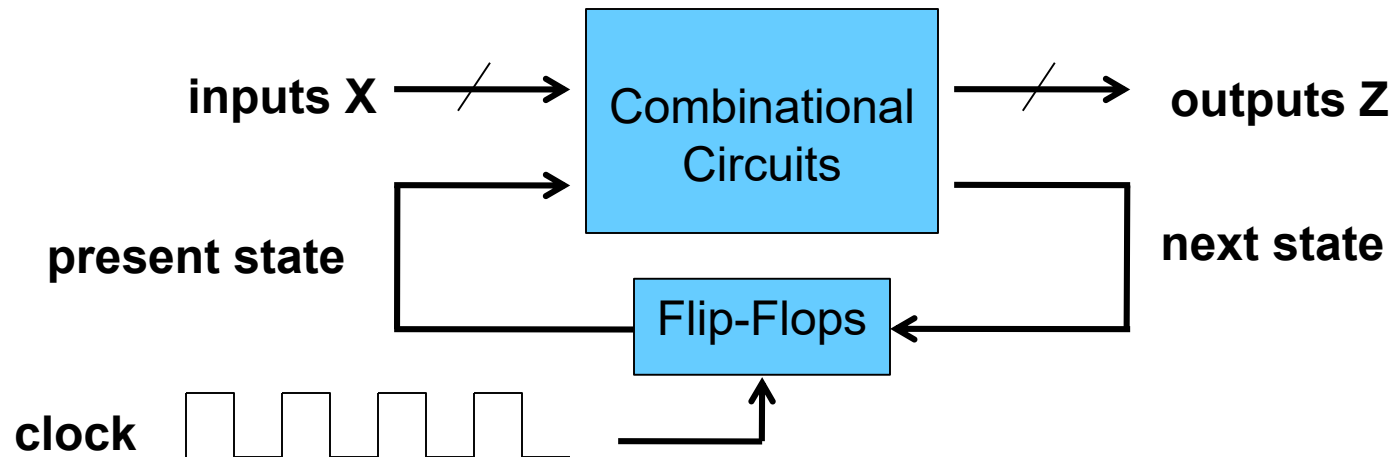 inputs X
Combinational
Circuits
outputs Z
present state
next state
Flip-Flops
clock